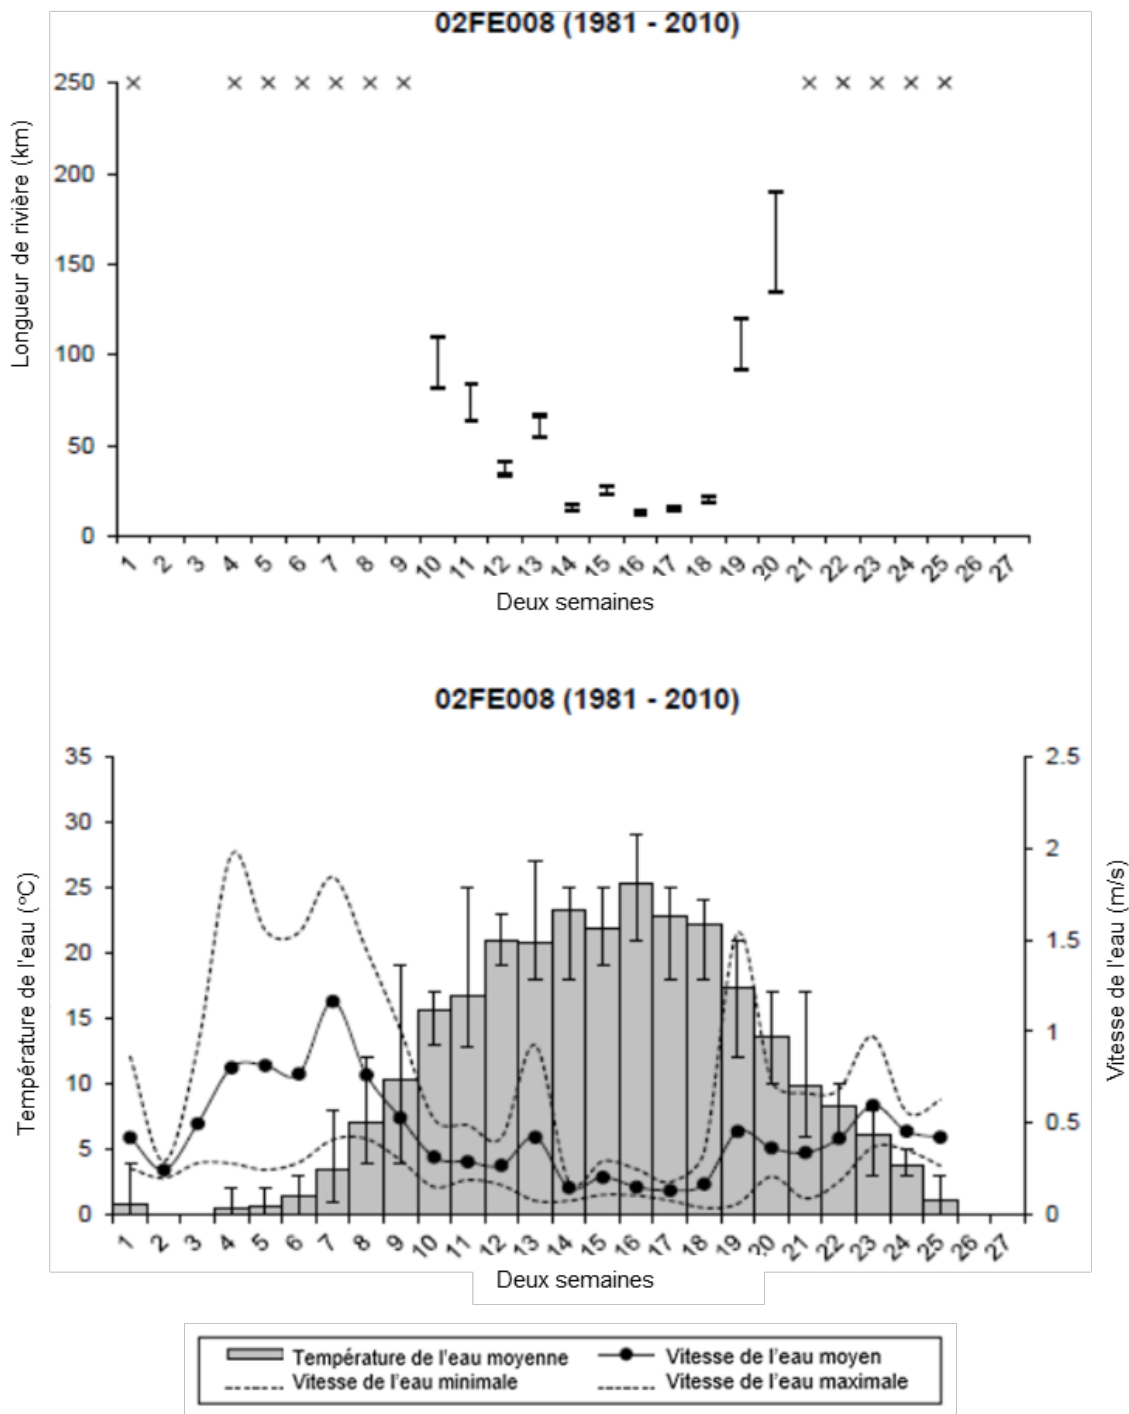 02FE008 (1981 - 2010)
Longueur de rivière (km)
250
200
150
100
50
0
1 2 3 4 5 6 7 8 9 10 11 12 13 14 15 16 17 18 19 20 21 22 23 24 25 26 27
Deux semaines
02FE008 (1981 - 2010)
Température de l'eau (°C)
35
30
25
20
15
10
5
0
2.5
2
1.5
1
0.5
0
Vitesse de l'eau (m/s)
1 2 3 4 5 6 7 8 9 10 11 12 13 14 15 16 17 18 19 20 21 22 23 24 25 26 27
Deux semaines
Température de l'eau moyenne Vitesse de l'eau moyen
Vitesse de l'eau minimale Vitesse de l'eau maximale